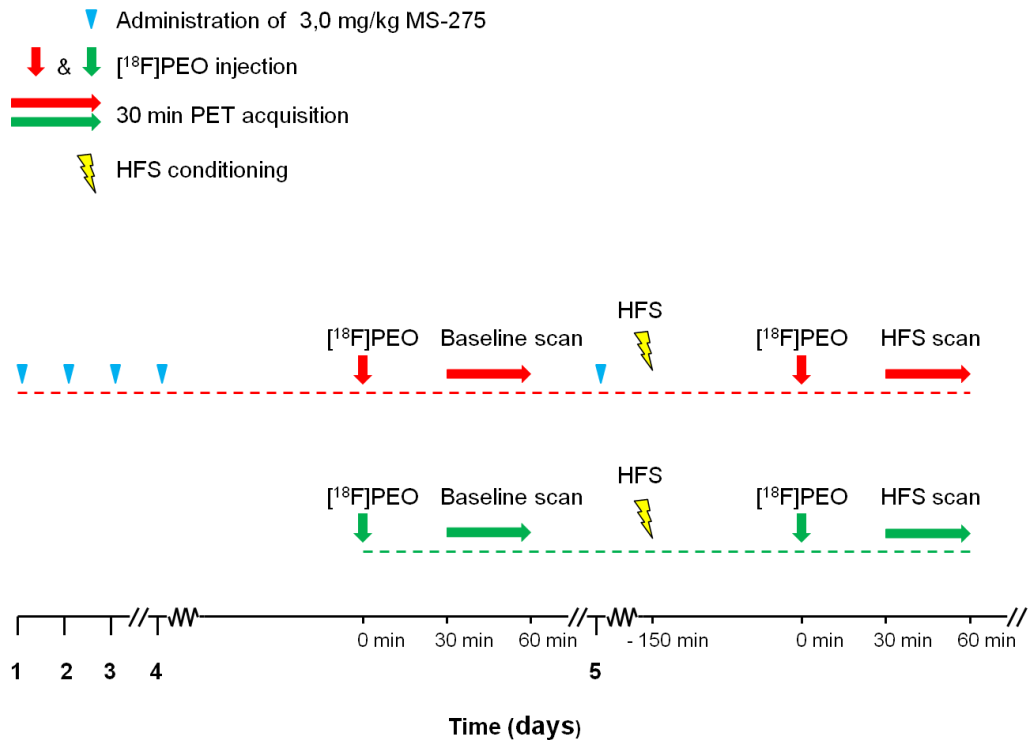 Administration of 3,0 mg/kg MS-275
& [¹⁸F]PEO injection
30 min PET acquisition
HFS conditioning
HFS
[¹⁸F]PEO Baseline scan [¹⁸F]PEO HFS scan
HFS
[¹⁸F]PEO Baseline scan [¹⁸F]PEO HFS scan
0 min 30 min 60 min - 150 min 0 min 30 min 60 min
1 2 3 4 5
Time (days)